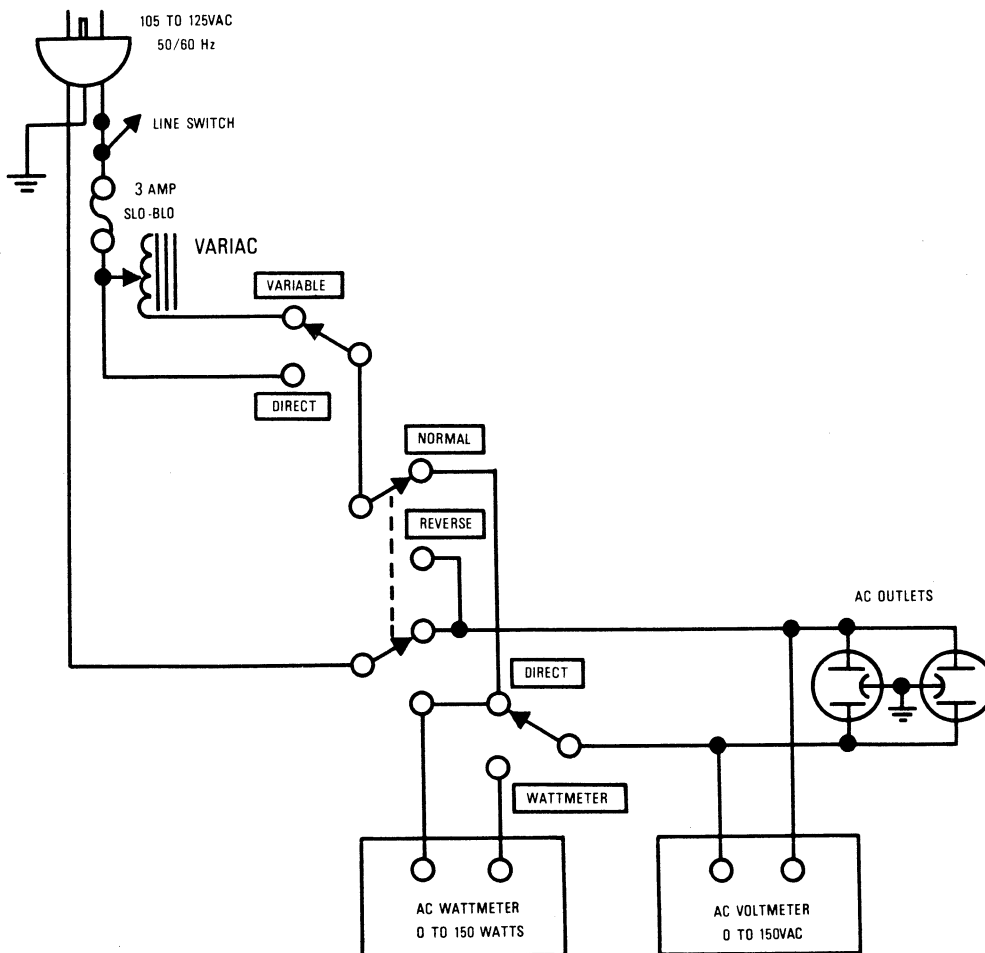 105 TO 125VAC
50/60 Hz
LINE SWITCH
3 AMP
SLO-BLO
VARIAC
VARIABLE
DIRECT
NORMAL
REVERSE
AC OUTLETS
DIRECT
WATTMETER
AC WATTMETER
0 TO 150 WATTS
AC VOLTMETER
0 TO 150VAC